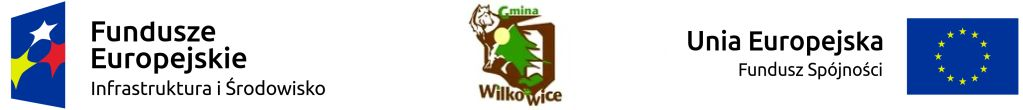 Fundusze
Europejskie
Infrastruktura i Środowisko
Gmina
Wilkowice
Unia Europejska
Fundusz Spójności